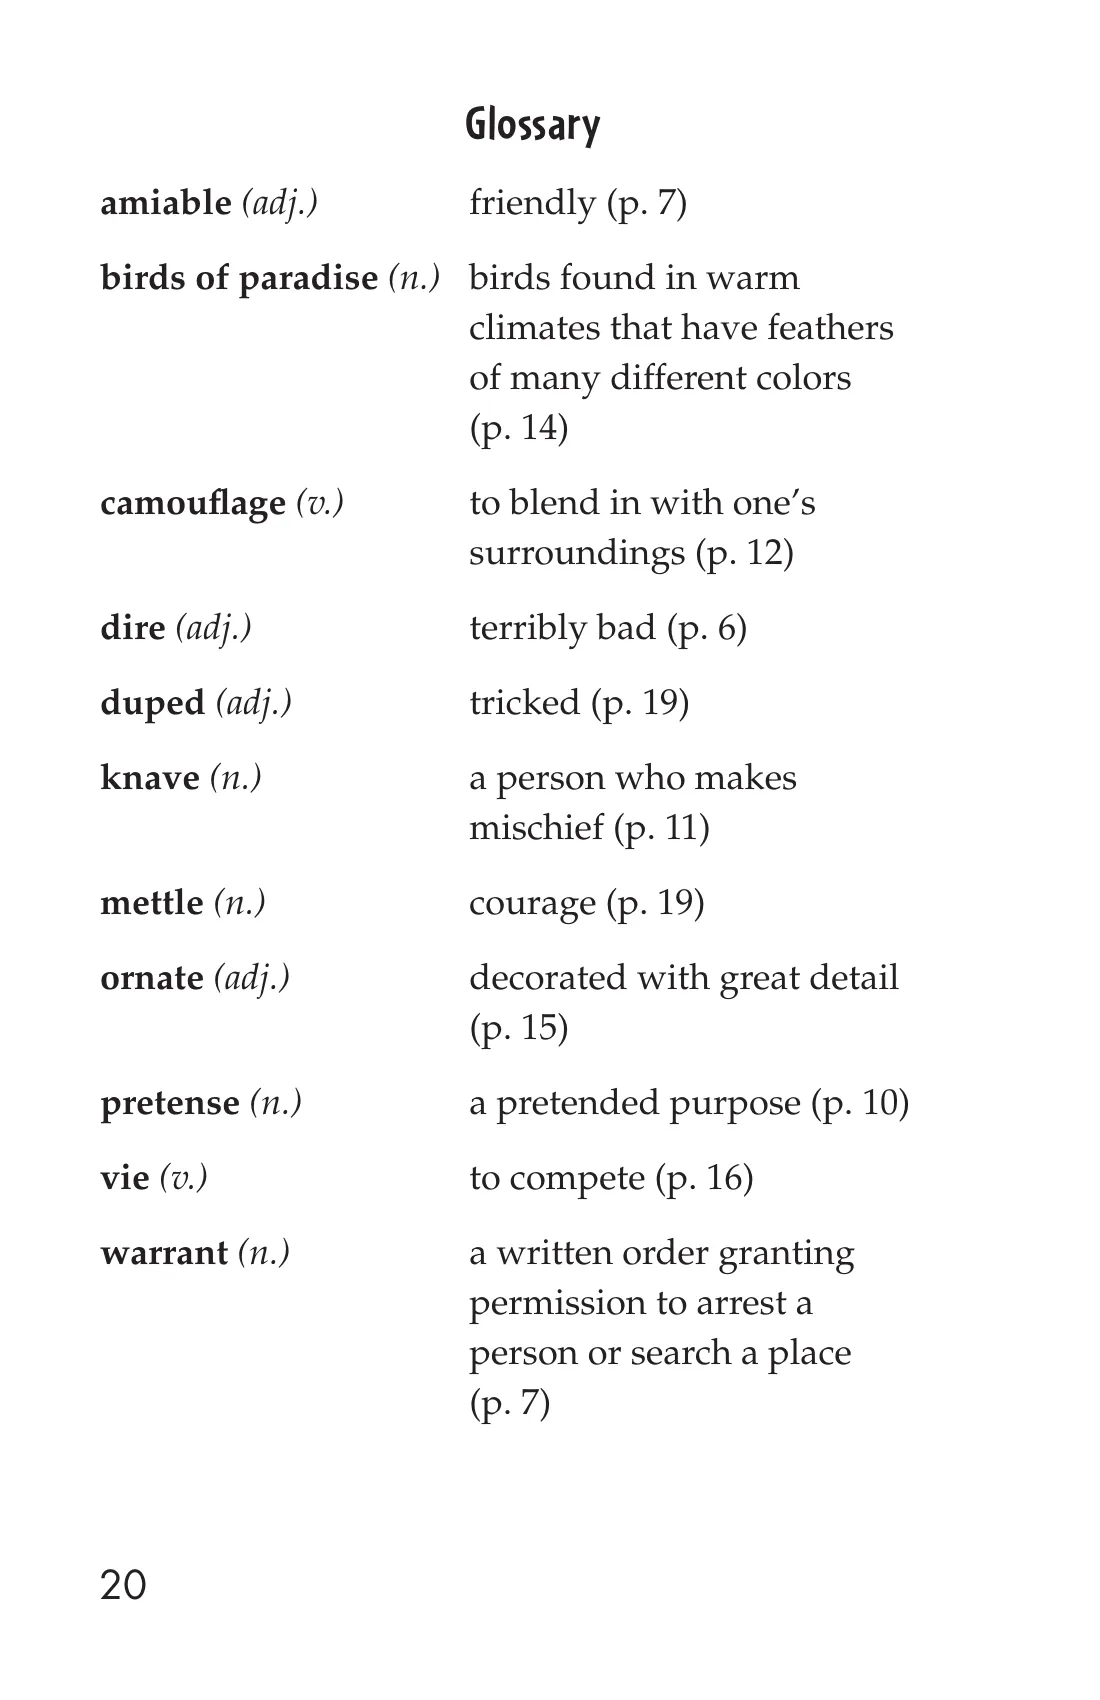 Glossary
amiable (adj.) friendly (p. 7)
birds of paradise (n.) birds found in warm
climates that have feathers
of many different colors
(p. 14)
camouflage (v.) to blend in with one’s
surroundings (p. 12)
dire (adj.) terribly bad (p. 6)
duped (adj.) tricked (p. 19)
knave (n.) a person who makes
mischief (p. 11)
mettle (n.) courage (p. 19)
ornate (adj.) decorated with great detail
(p. 15)
pretense (n.) a pretended purpose (p. 10)
vie (v.) to compete (p. 16)
warrant (n.) a written order granting
permission to arrest a
person or search a place
(p. 7)
20